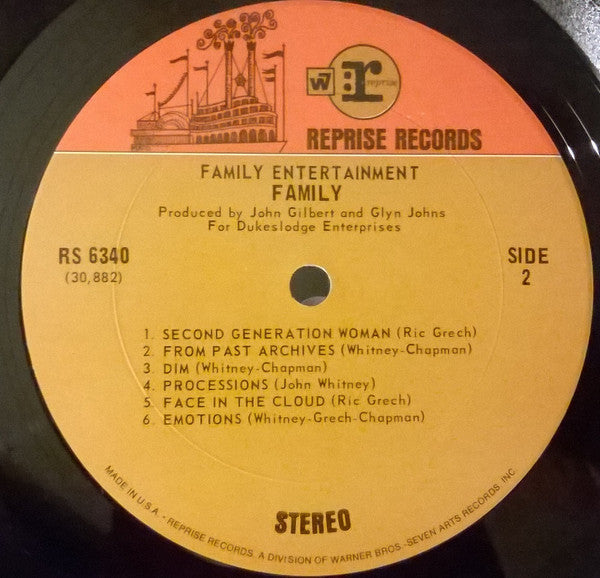 W7
r
reprise
REPRISE RECORDS
FAMILY ENTERTAINMENT
FAMILY
Produced by John Gilbert and Glyn Johns
For Dukeslodge Enterprises
RS 6340
(30,882)
SIDE
2
1. SECOND GENERATION WOMAN (Ric Grech)
2. FROM PAST ARCHIVES (Whitney-Chapman)
3. DIM (Whitney-Chapman)
4. PROCESSIONS (John Whitney)
5. FACE IN THE CLOUD (Ric Grech)
6. EMOTIONS (Whitney-Grech-Chapman)
STEREO
MADE IN U.S.A. - REPRISE RECORDS, A DIVISION OF WARNER BROS.-SEVEN ARTS RECORDS, INC